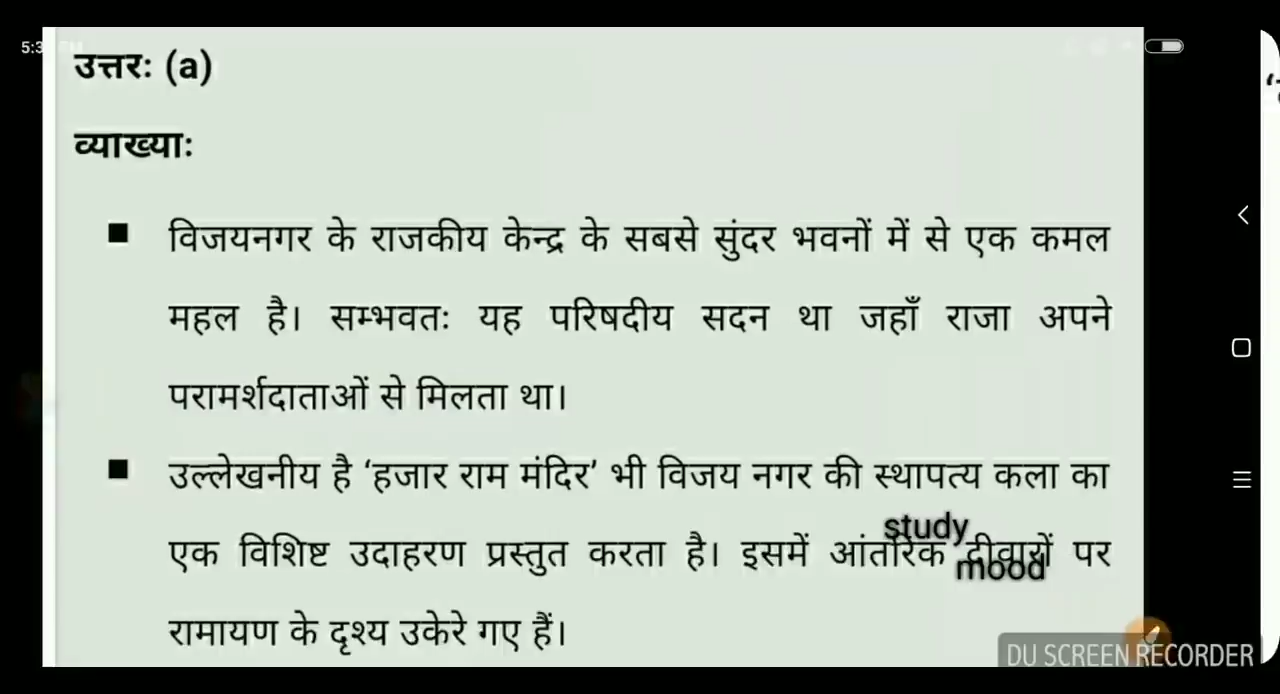 5:3
उत्तरः (a)
व्याख्याः
■ विजयनगर के राजकीय केन्द्र के सबसे सुंदर भवनों में से एक कमल
महल है। सम्भवतः यह परिषदीय सदन था जहाँ राजा अपने
परामर्शदाताओं से मिलता था।
■ उल्लेखनीय है ‘हजार राम मंदिर’ भी विजय नगर की स्थापत्य कला का
एक विशिष्ट उदाहरण प्रस्तुत करता है। इसमें आंतरिक दीवारों पर
रामायण के दृश्य उकेरे गए हैं।
study
mood
DU SCREEN RECORDER